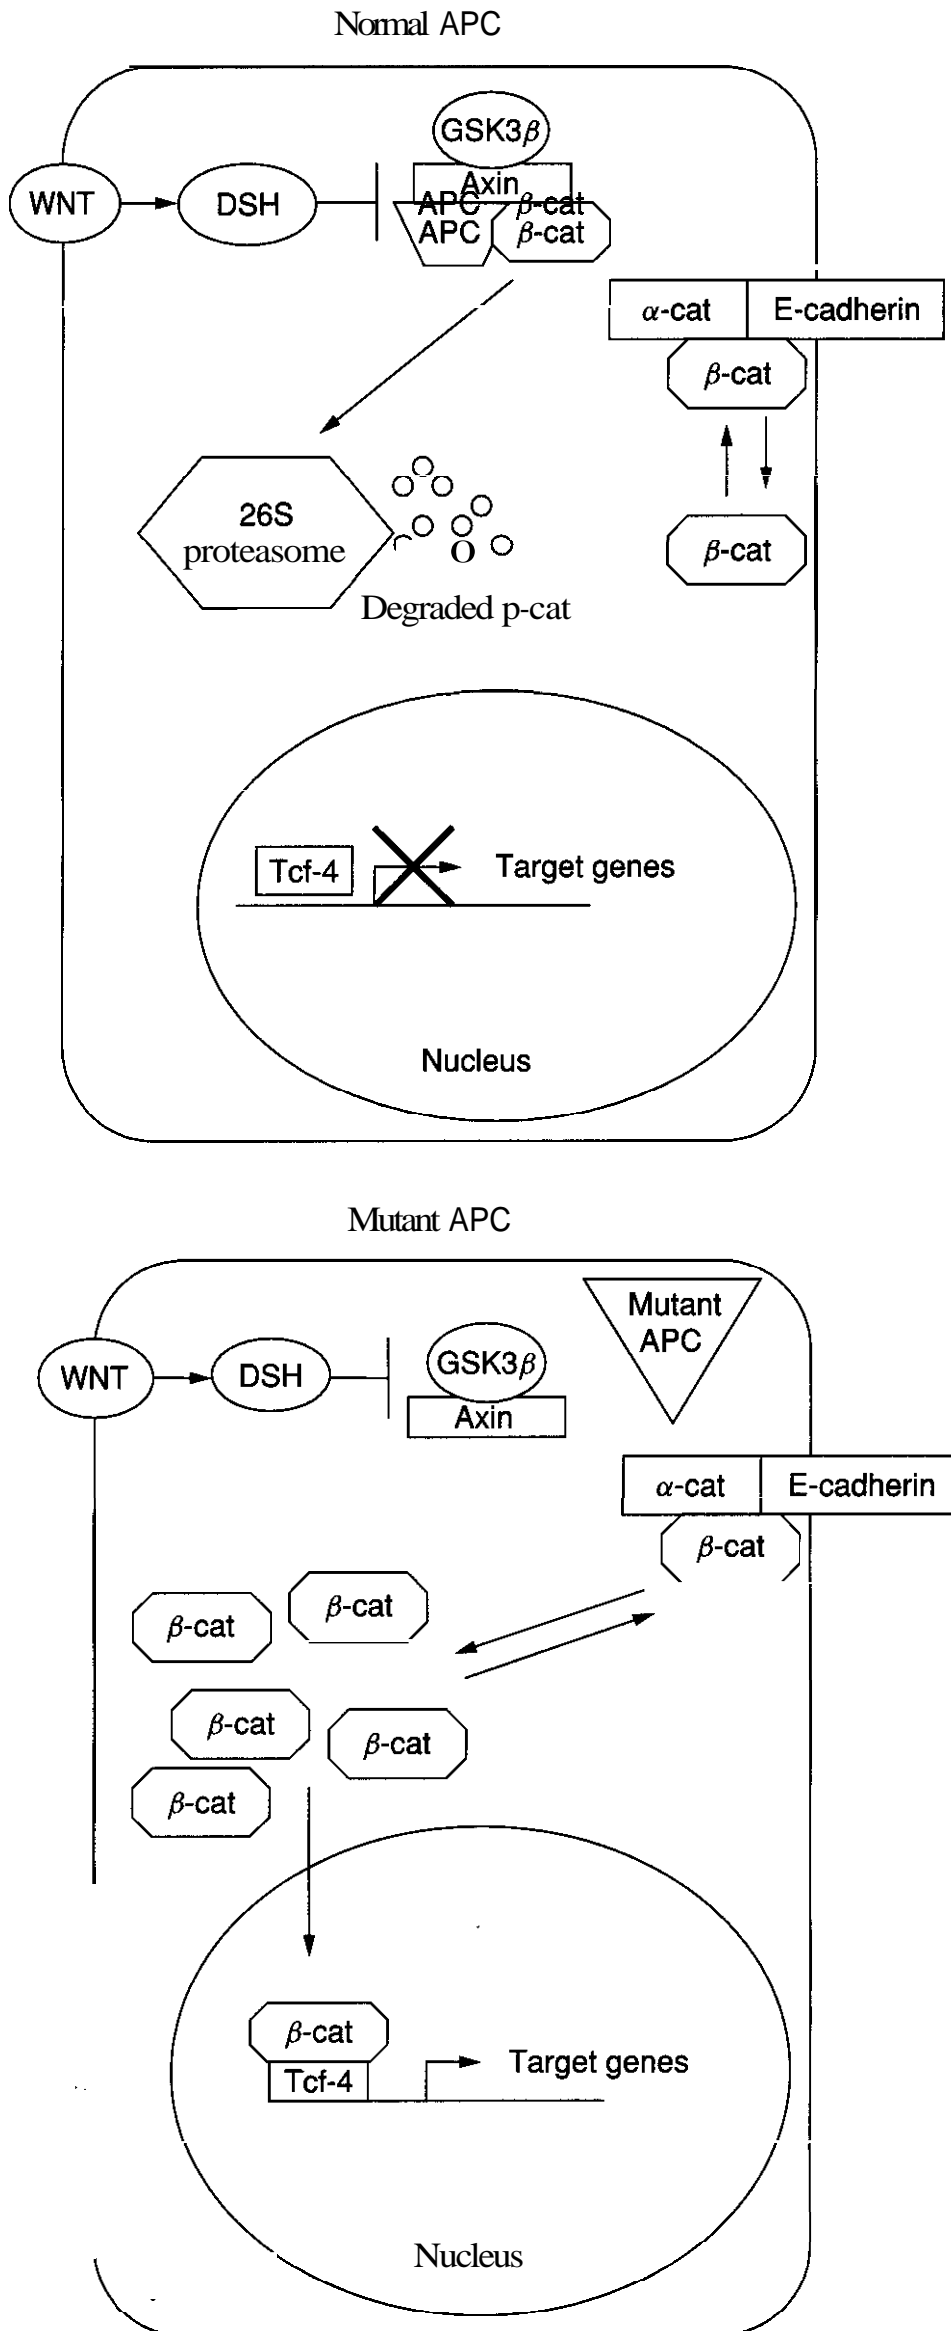 Normal APC
GSK3β
Axin
WNT
DSH
APC β-cat
APC β-cat
α-cat E-cadherin
β-cat
26S
proteasome
O
β-cat
Degraded p-cat
Tcf-4
Target genes
Nucleus
Mutant APC
Mutant
APC
WNT
DSH
GSK3β
Axin
α-cat E-cadherin
β-cat
β-cat
β-cat
β-cat
β-cat
β-cat
β-cat
Tcf-4
Target genes
Nucleus